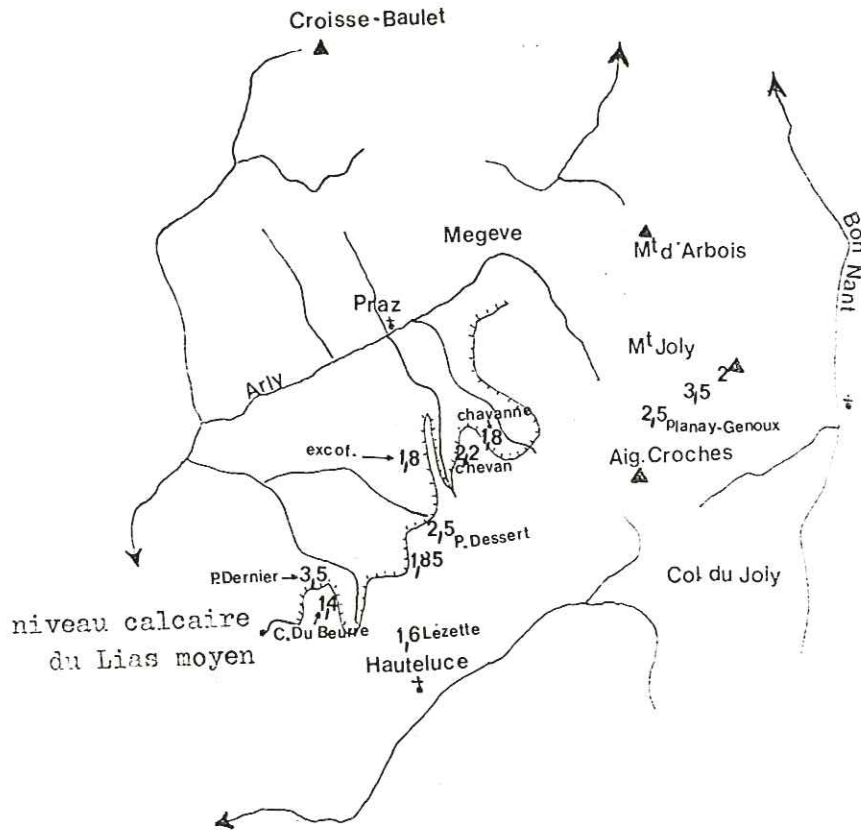 Croisse-Baulet
Megeve
Mt d'Arbois
Bon Nant
Praz
Mt Joly
Arly
2
3,5
2,5 Planay-Genoux
chavanne
1,8
excof. → 1,8
2,2
Chevan
Aig. Croches
2,5 P. Dessert
1,85
P. Dernier → 3,5
Col du Joly
niveau calcaire
du Lias moyen
1,4
C. Du Beurre
1,6 Lézette
Hauteluce